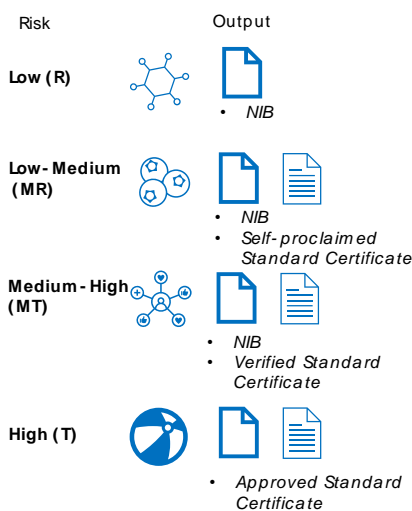 Risk
Output
Low (R)
• NIB
Low-Medium
(MR)
• NIB
• Self-proclaimed
Standard Certificate
Medium-High
(MT)
• NIB
• Verified Standard
Certificate
High (T)
• Approved Standard
Certificate